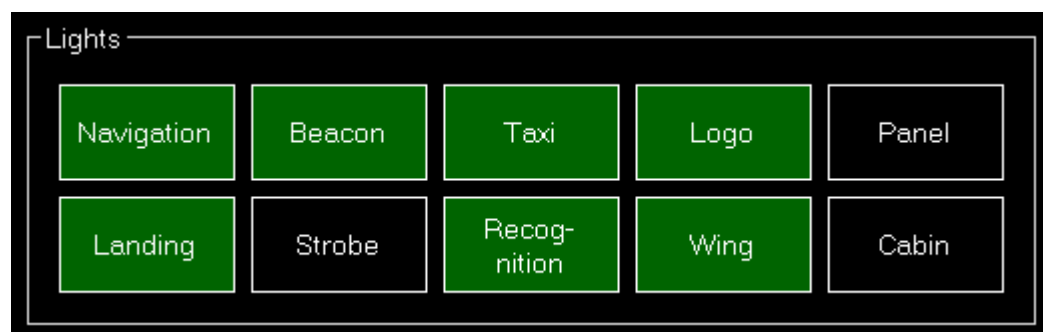 Lights
Navigation
Beacon
Taxi
Logo
Panel
Landing
Strobe
Recog-
nition
Wing
Cabin